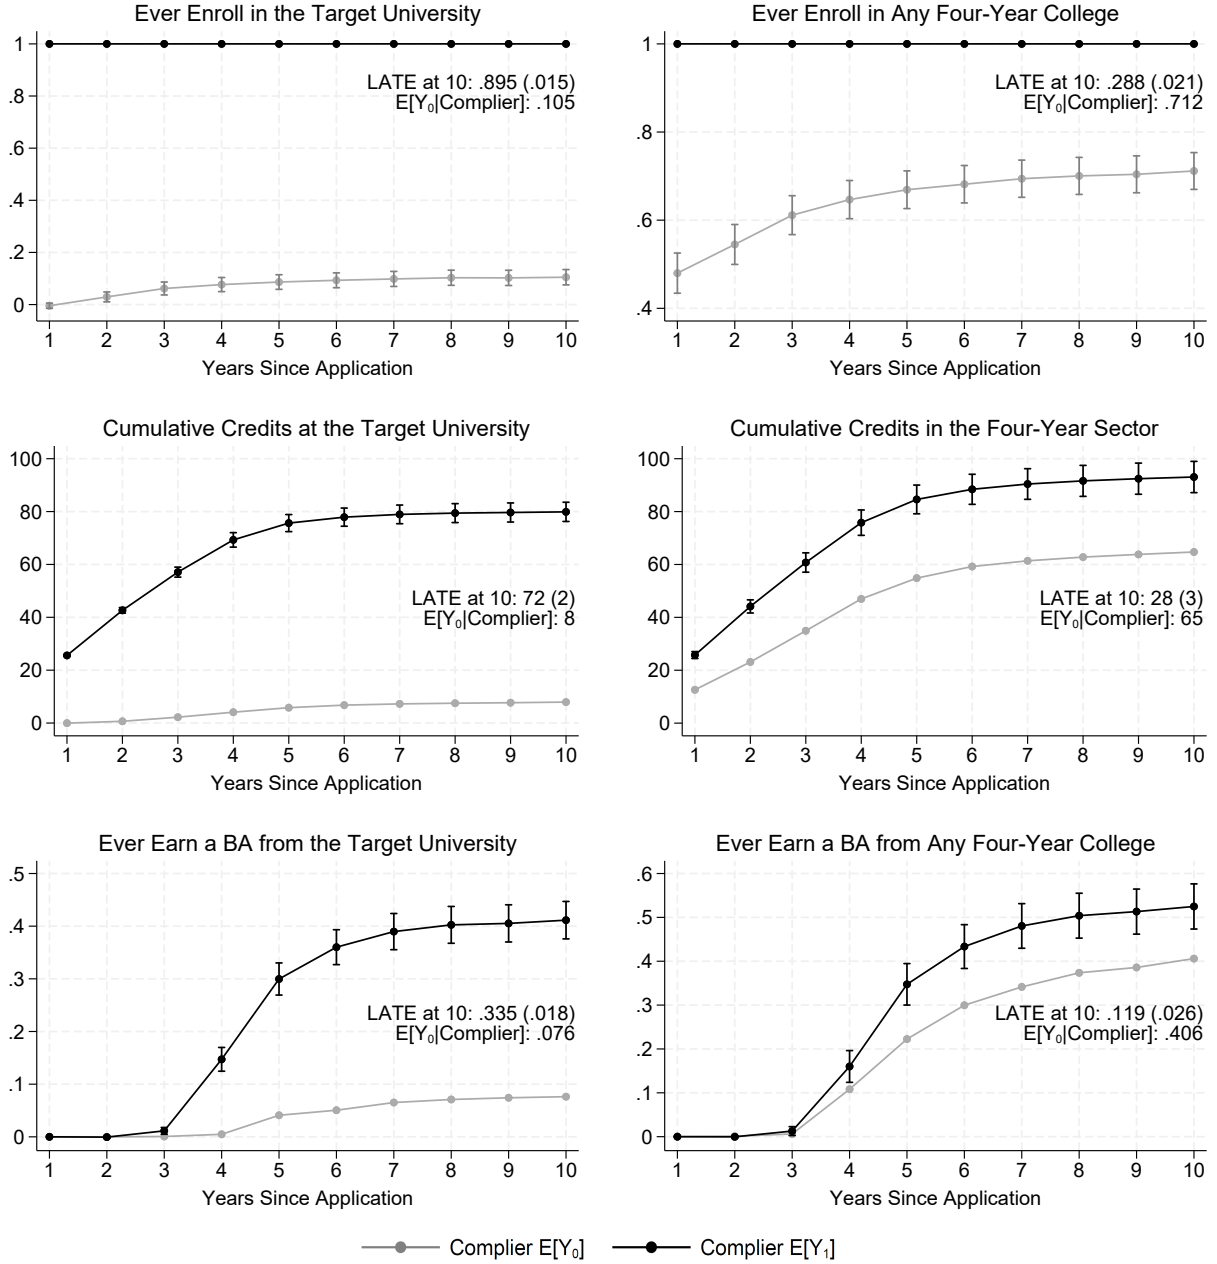 Ever Enroll in the Target University
1
.8
.6
.4
.2
0
LATE at 10: .895 (.015)
E[Y₀|Complier]: .105
1 2 3 4 5 6 7 8 9 10
Years Since Application
Ever Enroll in Any Four-Year College
1
.8
.6
.4
LATE at 10: .288 (.021)
E[Y₀|Complier]: .712
1 2 3 4 5 6 7 8 9 10
Years Since Application
Cumulative Credits at the Target University
100
80
60
40
20
0
LATE at 10: 72 (2)
E[Y₀|Complier]: 8
1 2 3 4 5 6 7 8 9 10
Years Since Application
Cumulative Credits in the Four-Year Sector
100
80
60
40
20
0
LATE at 10: 28 (3)
E[Y₀|Complier]: 65
1 2 3 4 5 6 7 8 9 10
Years Since Application
Ever Earn a BA from the Target University
.5
.4
.3
.2
.1
0
LATE at 10: .335 (.018)
E[Y₀|Complier]: .076
1 2 3 4 5 6 7 8 9 10
Years Since Application
Ever Earn a BA from Any Four-Year College
.6
.5
.4
.3
.2
.1
0
LATE at 10: .119 (.026)
E[Y₀|Complier]: .406
1 2 3 4 5 6 7 8 9 10
Years Since Application
Complier E[Y₀] Complier E[Y₁]